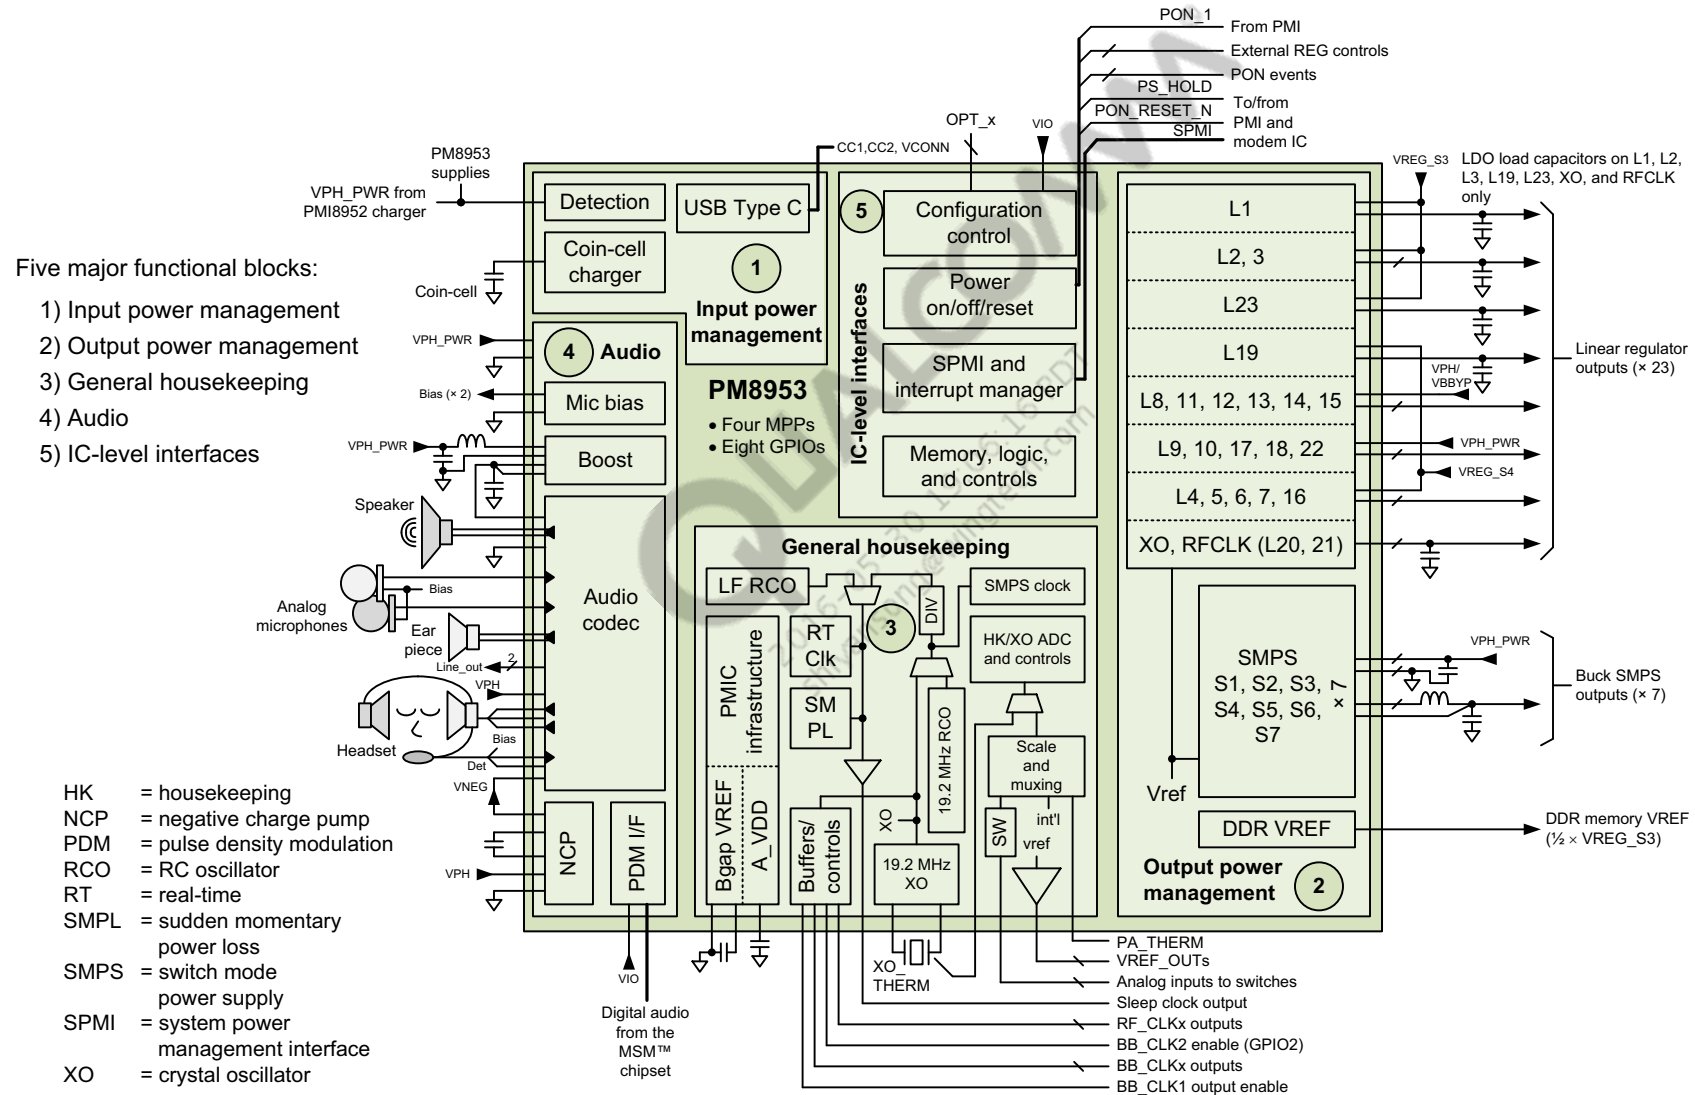 PON_1
From PMI
External REG controls
PON events
PS_HOLD
PON_RESET_N
SPMI
To/from
PMI and
modem IC
OPT_x
VIO
CC1,CC2, VCONN
PM8953
supplies
VPH_PWR from
PMI8952 charger
Detection
USB Type C
Coin-cell
charger
Coin-cell
1
Input power
management
Five major functional blocks:
1) Input power management
2) Output power management
3) General housekeeping
4) Audio
5) IC-level interfaces
PM8953
• Four MPPs
• Eight GPIOs
5
IC-level interfaces
Configuration
control
Power
on/off/reset
SPMI and
interrupt manager
Memory, logic,
and controls
4
Audio
VPH_PWR
Bias (× 2)
Mic bias
VPH_PWR
Boost
Speaker
Audio
codec
Bias
Analog
microphones
Ear
piece
Line_out
2
VPH
Bias
Headset
Det
VNEG
NCP
PDM I/F
VPH
VIO
Digital audio
from the
MSM™
chipset
General housekeeping
3
LF RCO
SMPS clock
DIV
RT
Clk
HK/XO ADC
and controls
PMIC
infrastructure
SM
PL
19.2 MHz RCO
Scale
and
muxing
Bgap VREF
A_VDD
Buffers/
controls
XO
19.2 MHz
XO
SW
int'l
vref
XO_
THERM
PA_THERM
VREF_OUTs
Analog inputs to switches
Sleep clock output
RF_CLKx outputs
BB_CLK2 enable (GPIO2)
BB_CLKx outputs
BB_CLK1 output enable
VREG_S3
LDO load capacitors on L1, L2,
L3, L19, L23, XO, and RFCLK
only
L1
L2, 3
L23
L19
L8, 11, 12, 13, 14, 15
L9, 10, 17, 18, 22
L4, 5, 6, 7, 16
XO, RFCLK (L20, 21)
VPH/
VBBYP
VPH_PWR
VREG_S4
Linear regulator
outputs (× 23)
SMPS
S1, S2, S3,
S4, S5, S6,
S7
× 7
Vref
VPH_PWR
Buck SMPS
outputs (× 7)
DDR VREF
DDR memory VREF
(½ × VREG_S3)
Output power
management
2
HK = housekeeping
NCP = negative charge pump
PDM = pulse density modulation
RCO = RC oscillator
RT = real-time
SMPL = sudden momentary
power loss
SMPS = switch mode
power supply
SPMI = system power
management interface
XO = crystal oscillator
QUALCOMM